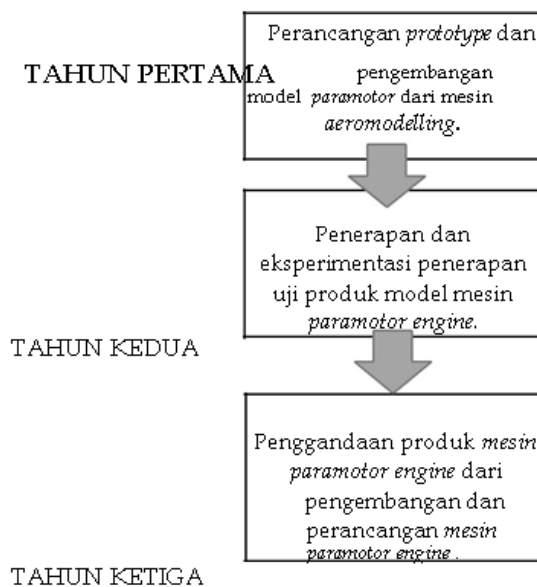 Perancangan prototype dan
TAHUN PERTAMA
pengembangan
model paramotor dari mesin
aeromodelling.
Penerapan dan
eksperimentasi penerapan
uji produk model mesin
paramotor engine.
TAHUN KEDUA
Penggandaan produk mesin
paramotor engine dari
pengembangan dan
perancangan mesin
paramotor engine .
TAHUN KETIGA